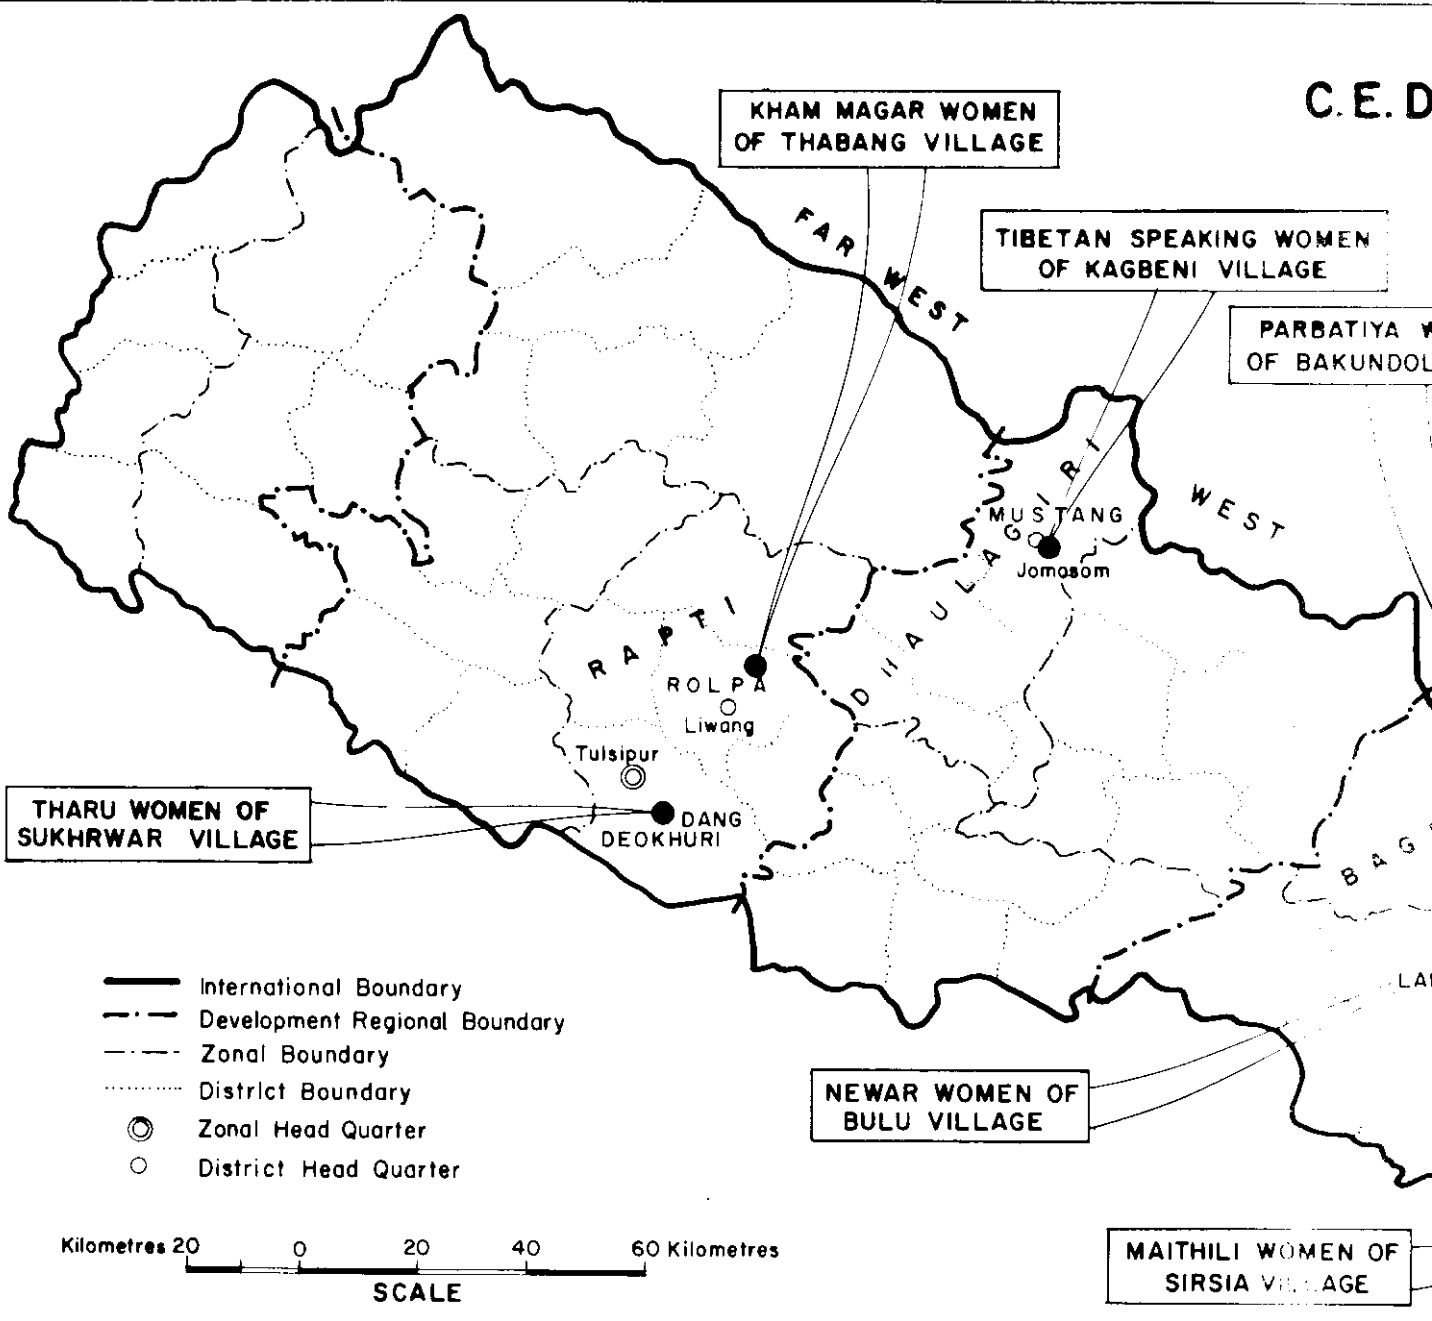 C.E.D
KHAM MAGAR WOMEN
OF THABANG VILLAGE
FAR WEST
TIBETAN SPEAKING WOMEN
OF KAGBENI VILLAGE
PARBATIYA W
OF BAKUNDOL
WEST
DHAULAGIRI
MUSTANG
Jomosom
RAPTI
ROLPA
Liwang
Tulsipur
THARU WOMEN OF
SUKHRWAR VILLAGE
DANG
DEOKHURI
BAG
LA
International Boundary
Development Regional Boundary
Zonal Boundary
District Boundary
Zonal Head Quarter
District Head Quarter
NEWAR WOMEN OF
BULU VILLAGE
Kilometres 20 0 20 40 60 Kilometres
SCALE
MAITHILI WOMEN OF
SIRSIA VILLAGE